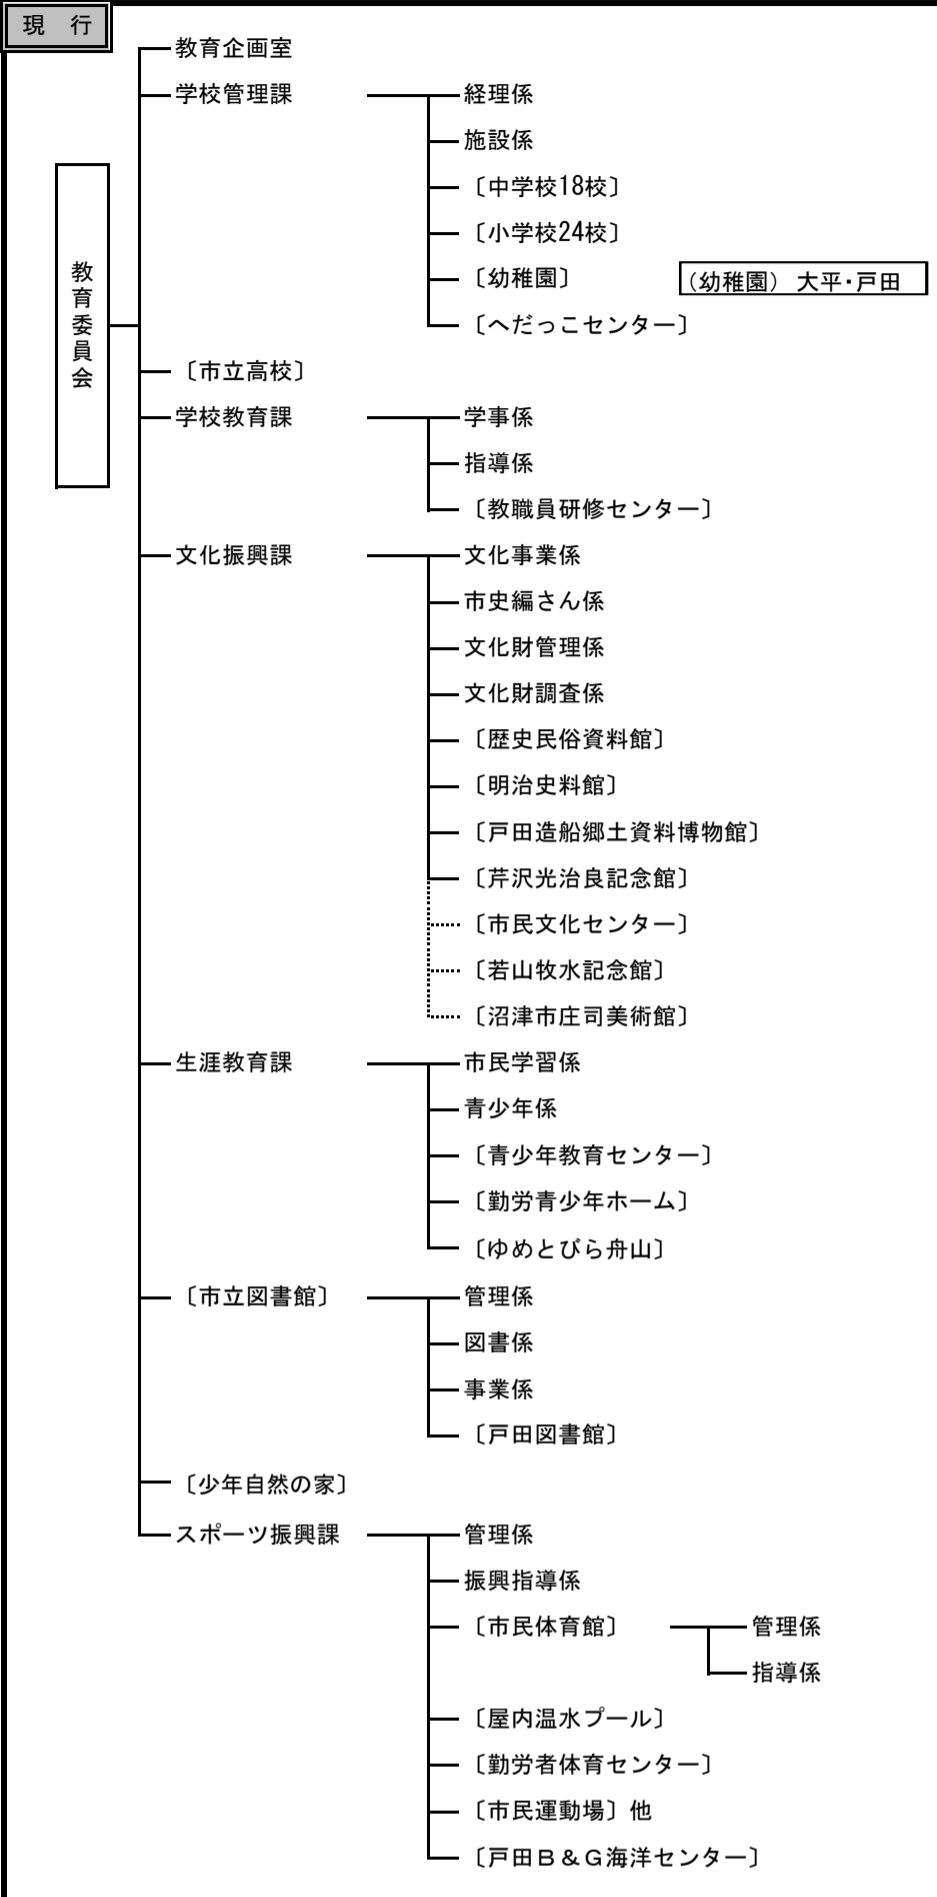 現 行
教育企画室
学校管理課 経理係
施設係
〔中学校18校〕
〔小学校24校〕
〔幼稚園〕 (幼稚園) 大平・戸田
〔へだっこセンター〕
教育委員会
〔市立高校〕
学校教育課 学事係
指導係
〔教職員研修センター〕
文化振興課 文化事業係
市史編さん係
文化財管理係
文化財調査係
〔歴史民俗資料館〕
〔明治史料館〕
〔戸田造船郷土資料博物館〕
〔芹沢光治良記念館〕
〔市民文化センター〕
〔若山牧水記念館〕
〔沼津市庄司美術館〕
生涯教育課 市民学習係
青少年係
〔青少年教育センター〕
〔勤労青少年ホーム〕
〔ゆめとびら舟山〕
〔市立図書館〕 管理係
図書係
事業係
〔戸田図書館〕
〔少年自然の家〕
スポーツ振興課 管理係
振興指導係
〔市民体育館〕 管理係
指導係
〔屋内温水プール〕
〔勤労者体育センター〕
〔市民運動場〕他
〔戸田B&G海洋センター〕